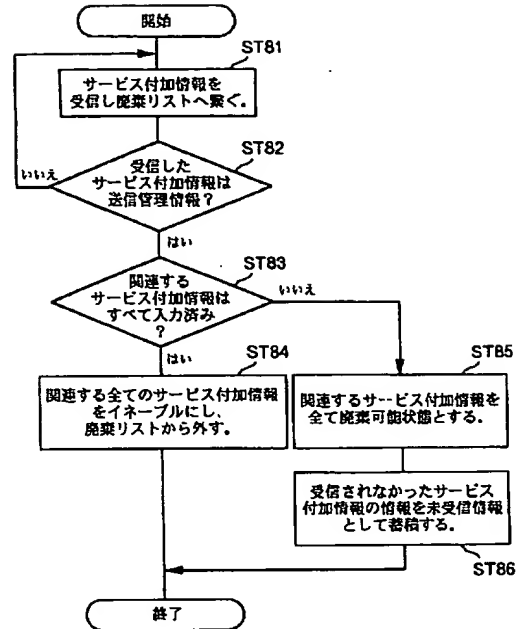 開始
ST81
サービス付加情報を
受信し廃棄リストへ繋ぐ。
ST82
受信した
サービス付加情報は
送信管理情報?
いいえ
はい
ST83
関連する
サービス付加情報は
すべて入力済み
?
いいえ
はい
ST84
関連する全てのサービス付加情報
をイネーブルにし、
廃棄リストから外す。
ST85
関連するサービス付加情報を
全て廃棄可能状態とする。
受信されなかったサービス
付加情報の情報を未受信情報
として蓄積する。
ST86
終了